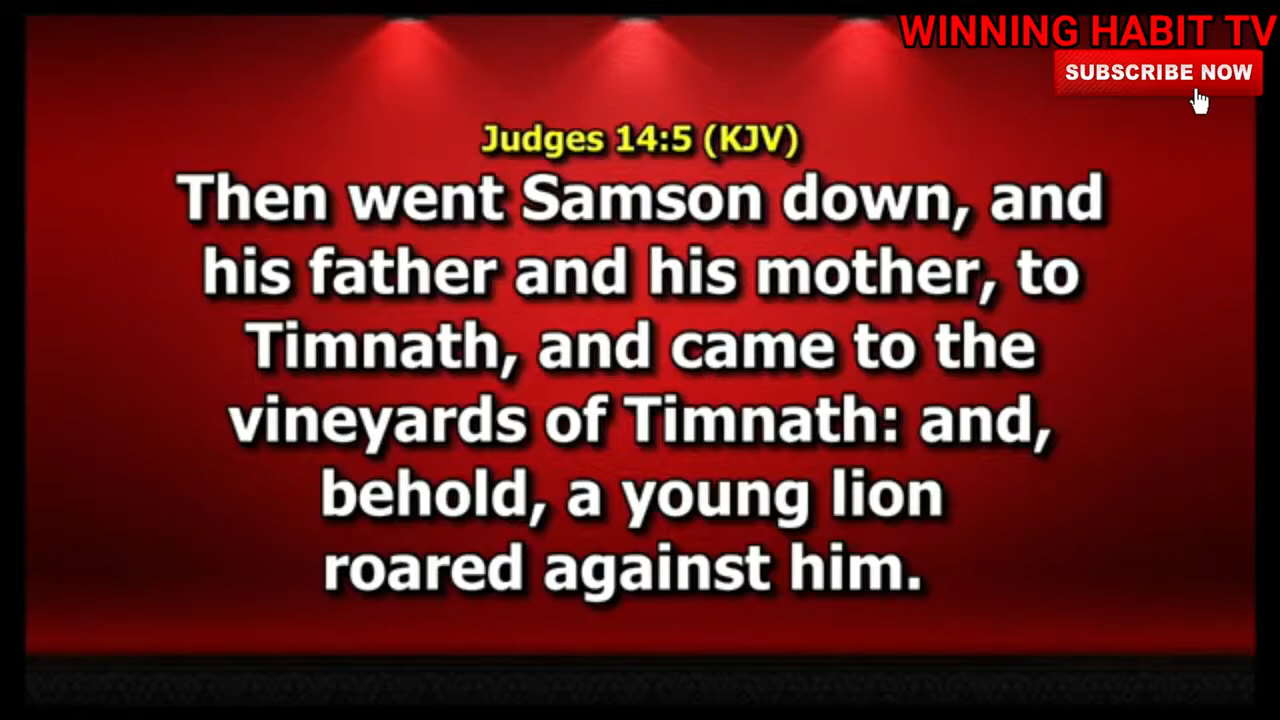 WINNING HABIT TV
SUBSCRIBE NOW
Judges 14:5 (KJV)
Then went Samson down, and
his father and his mother, to
Timnath, and came to the
vineyards of Timnath: and,
behold, a young lion
roared against him.